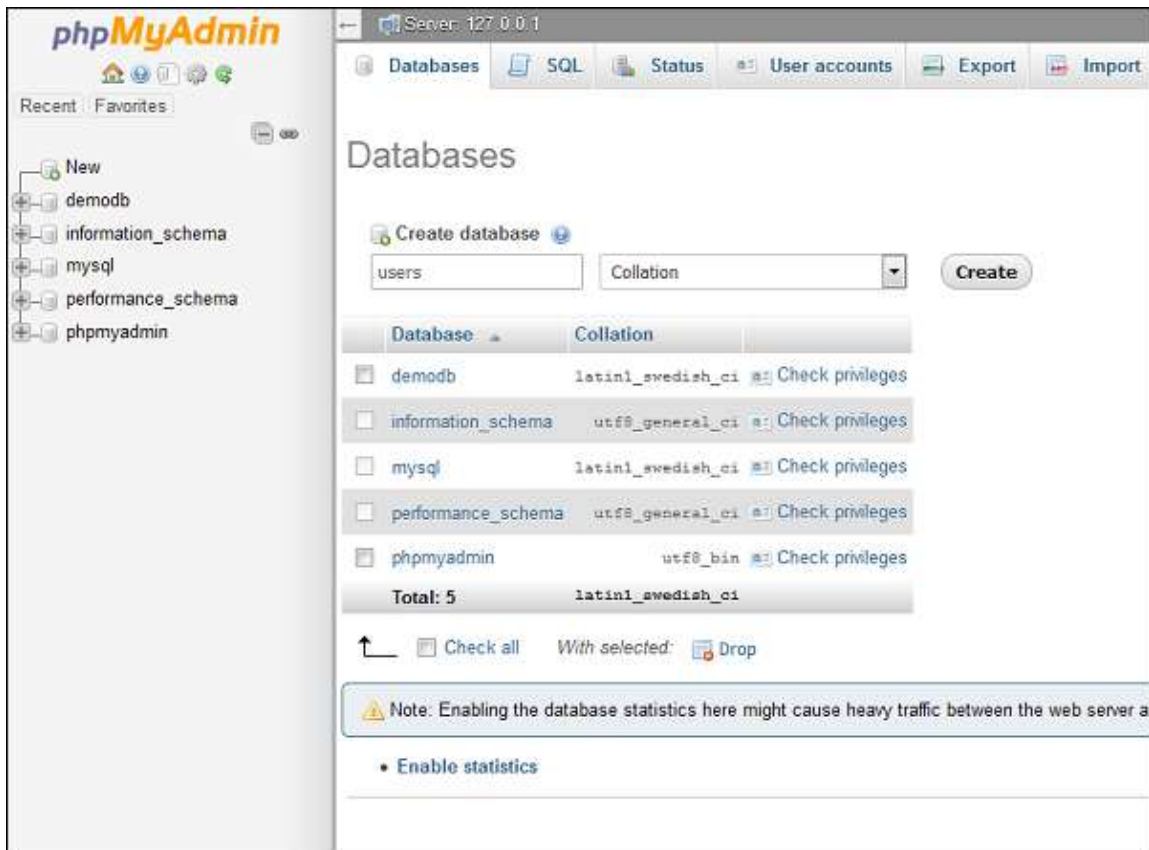 phpMyAdmin
Recent Favorites
New
demodb
information_schema
mysql
performance_schema
phpmyadmin
Server: 127.0.0.1
Databases SQL Status User accounts Export Import
Databases
Create database
users Collation Create
Database Collation
demodb latin1_swedish_ci Check privileges
information_schema utf8_general_ci Check privileges
mysql latin1_swedish_ci Check privileges
performance_schema utf8_general_ci Check privileges
phpmyadmin utf8_bin Check privileges
Total: 5 latin1_swedish_ci
Check all With selected: Drop
Note: Enabling the database statistics here might cause heavy traffic between the web server a
• Enable statistics